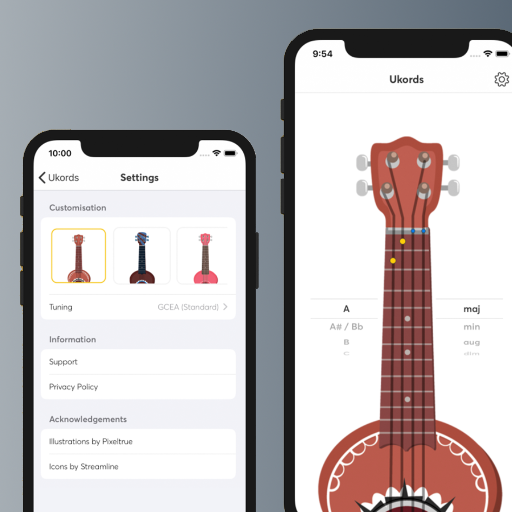 10:00
Ukords
Settings
Customisation
Tuning
GCEA (Standard)
Information
Support
Privacy Policy
Acknowledgements
Illustrations by Pixeltrue
Icons by Streamline
9:54
Ukords
A
maj
A# / Bb
min
B
aug
C
dim